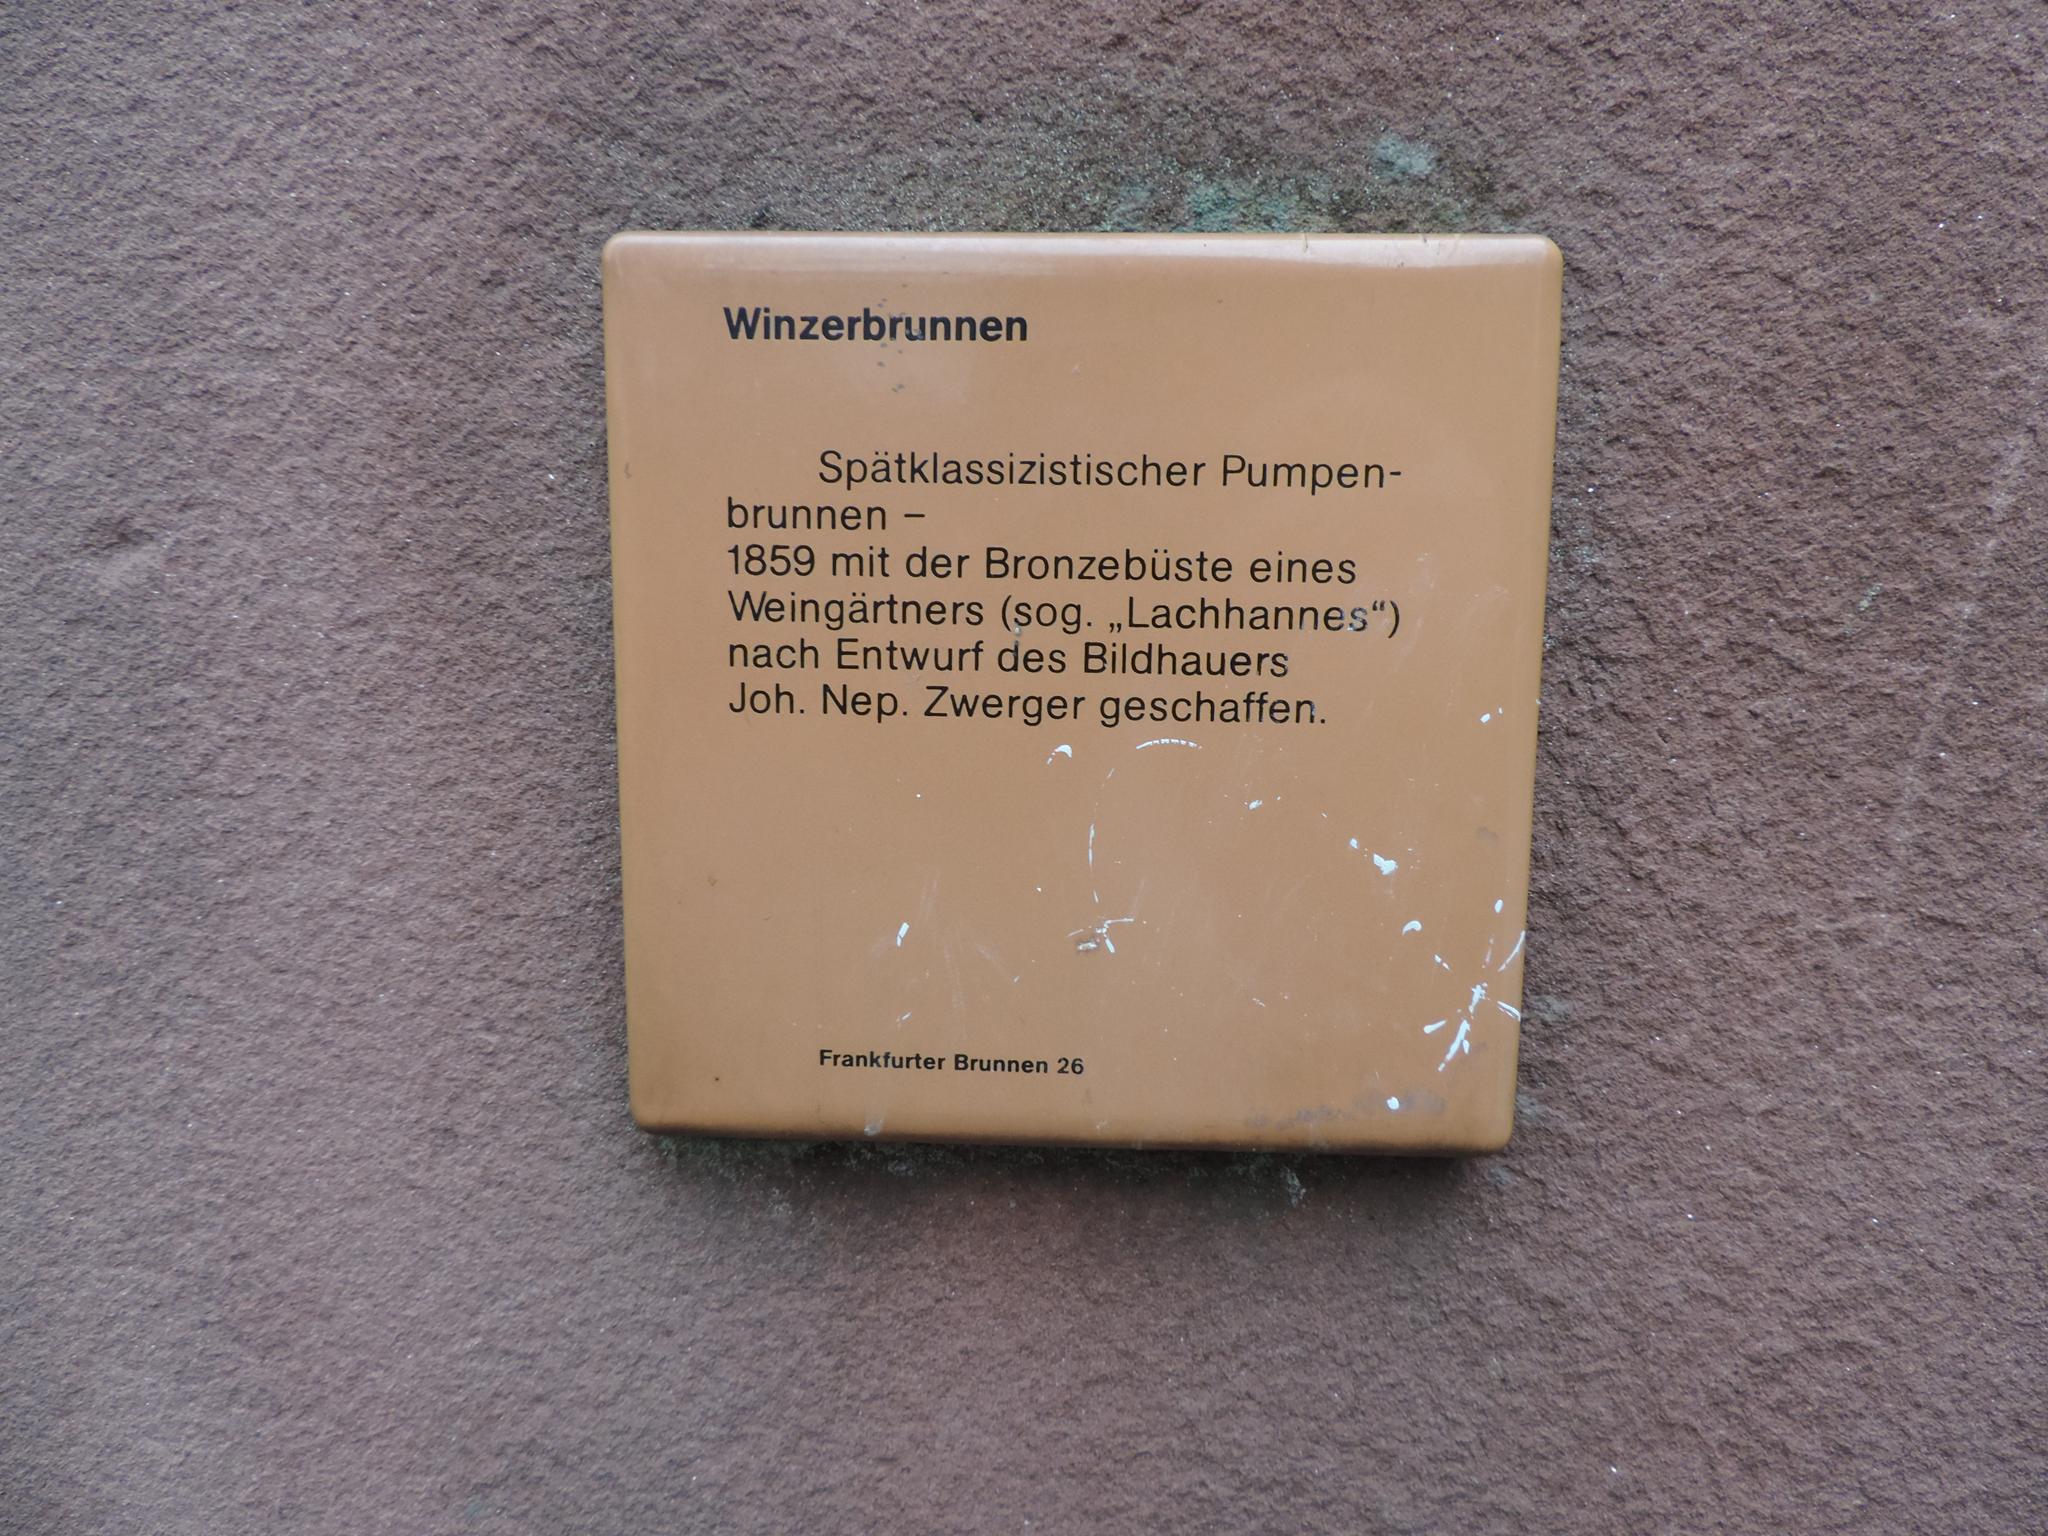 Winzerbrunnen
Spätklassizistischer Pumpen-
brunnen –
1859 mit der Bronzebüste eines
Weingärtners (sog. „Lachhannes“)
nach Entwurf des Bildhauers
Joh. Nep. Zwerger geschaffen.
Frankfurter Brunnen 26